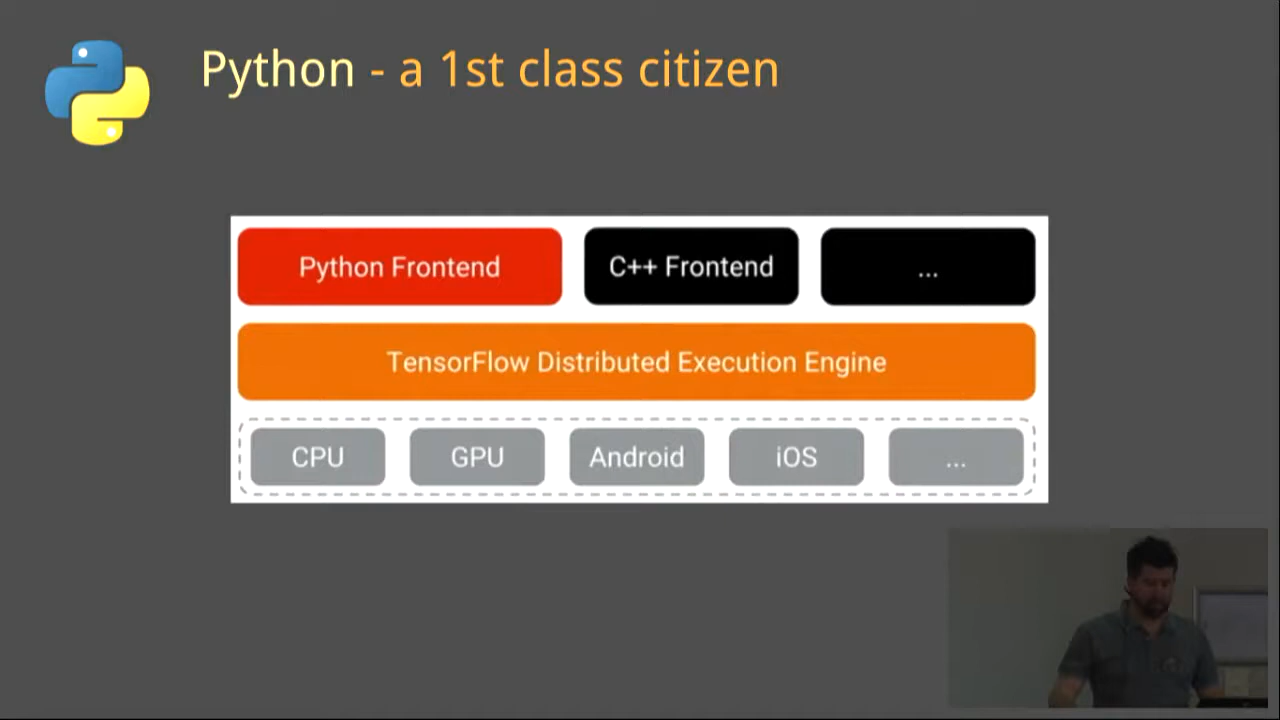 Python - a 1st class citizen
Python Frontend
C++ Frontend
...
TensorFlow Distributed Execution Engine
CPU
GPU
Android
iOS
...